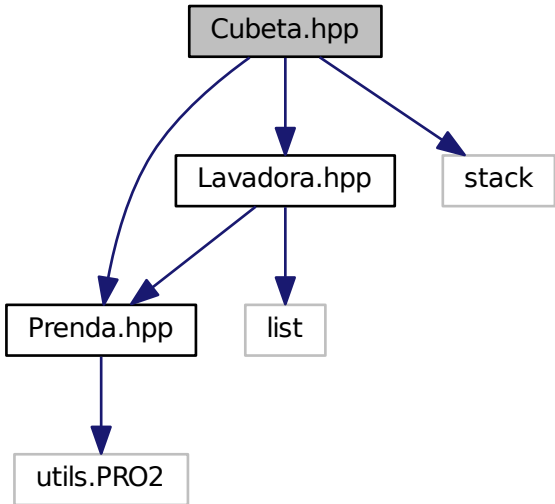 Cubeta.hpp
Lavadora.hpp
stack
Prenda.hpp
list
utils.PRO2